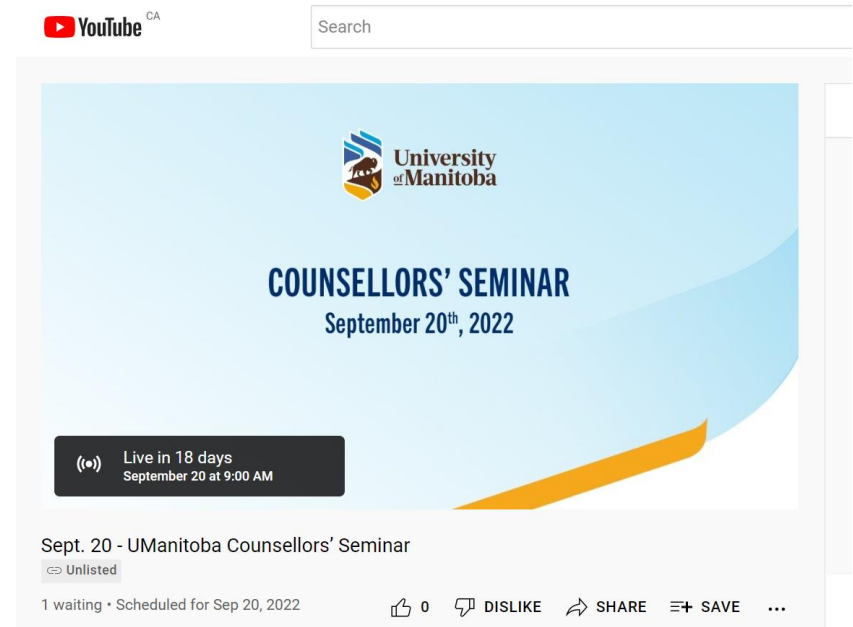 YouTube CA
Search
University
of Manitoba
COUNSELLORS' SEMINAR
September 20th, 2022
Live in 18 days
September 20 at 9:00 AM
Sept. 20 - UManitoba Counsellors' Seminar
Unlisted
1 waiting • Scheduled for Sep 20, 2022
0 DISLIKE SHARE SAVE ...